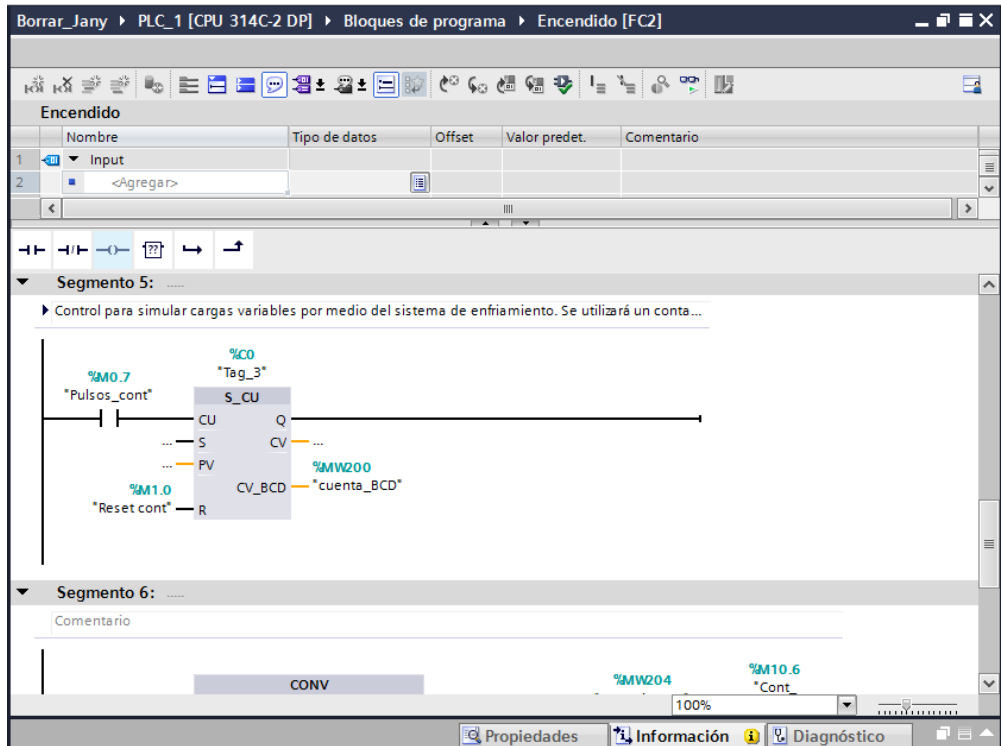 Borrar_Jany ▸ PLC_1 [CPU 314C-2 DP] ▸ Bloques de programa ▸ Encendido [FC2]
Encendido
Nombre Tipo de datos Offset Valor predet. Comentario
1 Input
2 <Agregar>
??
Segmento 5: .....
Control para simular cargas variables por medio del sistema de enfriamiento. Se utilizará un conta...
%C0
"Tag_3"
%M0.7
"Pulsos_cont"
S_CU
CU Q
... S CV ...
... PV
%MW200
CV_BCD "cuenta_BCD"
%M1.0
"Reset cont" R
Segmento 6: .....
Comentario
CONV
%MW204
%M10.6
"Cont_
100%
Propiedades Información Diagnóstico